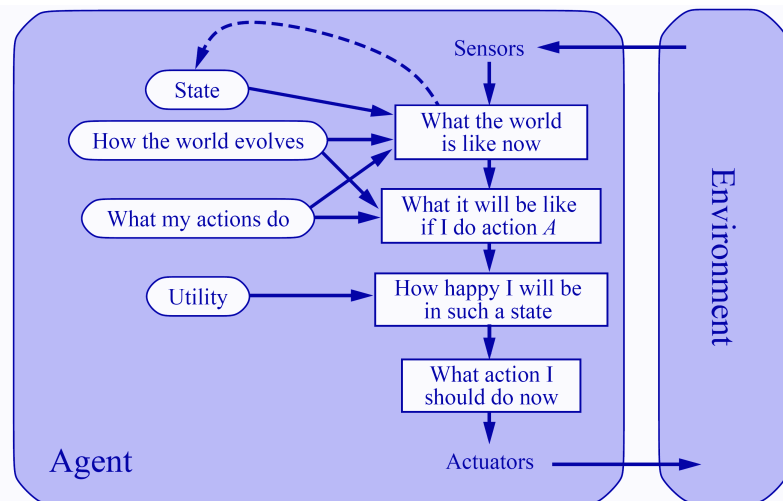 Sensors
State
What the world
is like now
How the world evolves
What my actions do
What it will be like
if I do action A
Utility
How happy I will be
in such a state
What action I
should do now
Agent
Actuators
Environment